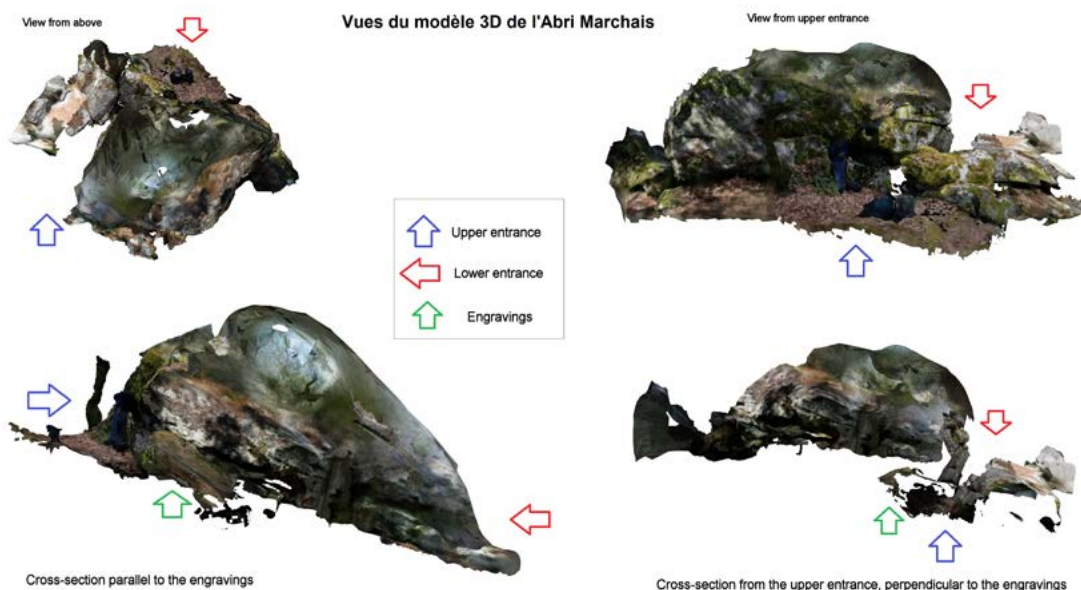 Vues du modèle 3D de l'Abri Marchais
View from above
View from upper entrance
Upper entrance
Lower entrance
Engravings
Cross-section parallel to the engravings
Cross-section from the upper entrance, perpendicular to the engravings